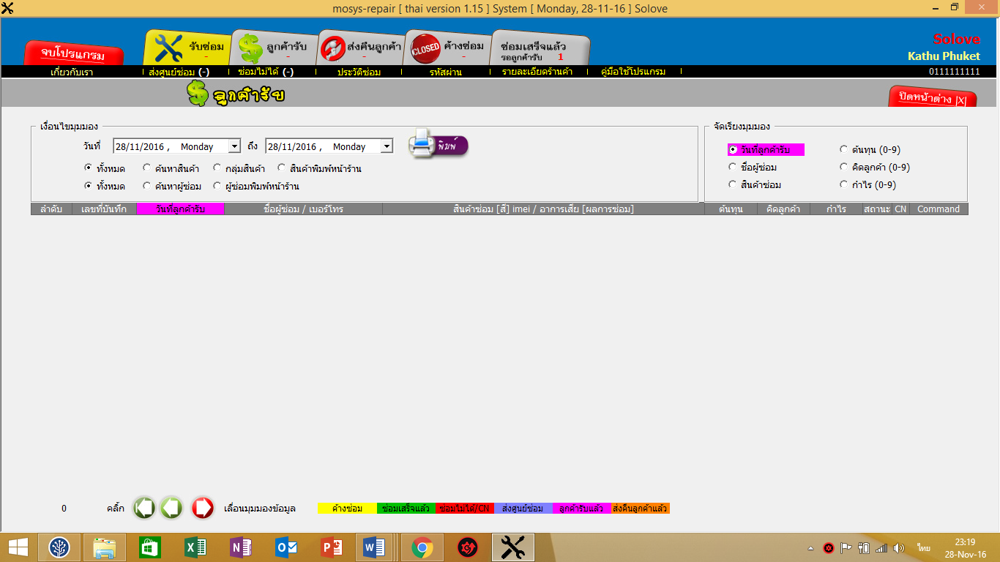 mosys-repair [ thai version 1.15 ] System [ Monday, 28-11-16 ] Solove
จบโปรแกรม
รับซ่อม
-
ลูกค้ารับ
-
ส่งคืนลูกค้า
-
CLOSED
ค้างซ่อม
-
ซ่อมเสร็จแล้ว
รอลูกค้ารับ 1
Solove
Kathu Phuket
เกี่ยวกับเรา
ส่งศูนย์ซ่อม (-)
ซ่อมไม่ได้ (-)
ประวัติซ่อม
รหัสผ่าน
รายละเอียดร้านค้า
คู่มือใช้โปรแกรม
0111111111
ลูกค้ารับ
ปิดหน้าต่าง |X|
เงื่อนไขมุมมอง
วันที่ 28/11/2016 , Monday ถึง 28/11/2016 , Monday
พิมพ์
ทั้งหมด ค้นหาสินค้า กลุ่มสินค้า สินค้าพิมพ์หน้าร้าน
ทั้งหมด ค้นหาผู้ซ่อม ผู้ซ่อมพิมพ์หน้าร้าน
จัดเรียงมุมมอง
วันที่ลูกค้ารับ ต้นทุน (0-9)
ชื่อผู้ซ่อม คิดลูกค้า (0-9)
สินค้าซ่อม กำไร (0-9)
ลำดับ เลขที่บันทึก วันที่ลูกค้ารับ ชื่อผู้ซ่อม / เบอร์โทร สินค้าซ่อม [สี] imei / อาการเสีย [ผลการซ่อม] ต้นทุน คิดลูกค้า กำไร สถานะ CN Command
0 คลิ๊ก เลื่อนมุมมองข้อมูล ค้างซ่อม ซ่อมเสร็จแล้ว ซ่อมไม่ได้/CN ส่งศูนย์ซ่อม ลูกค้ารับแล้ว ส่งคืนลูกค้าแล้ว
ไทย
23:19
28-Nov-16